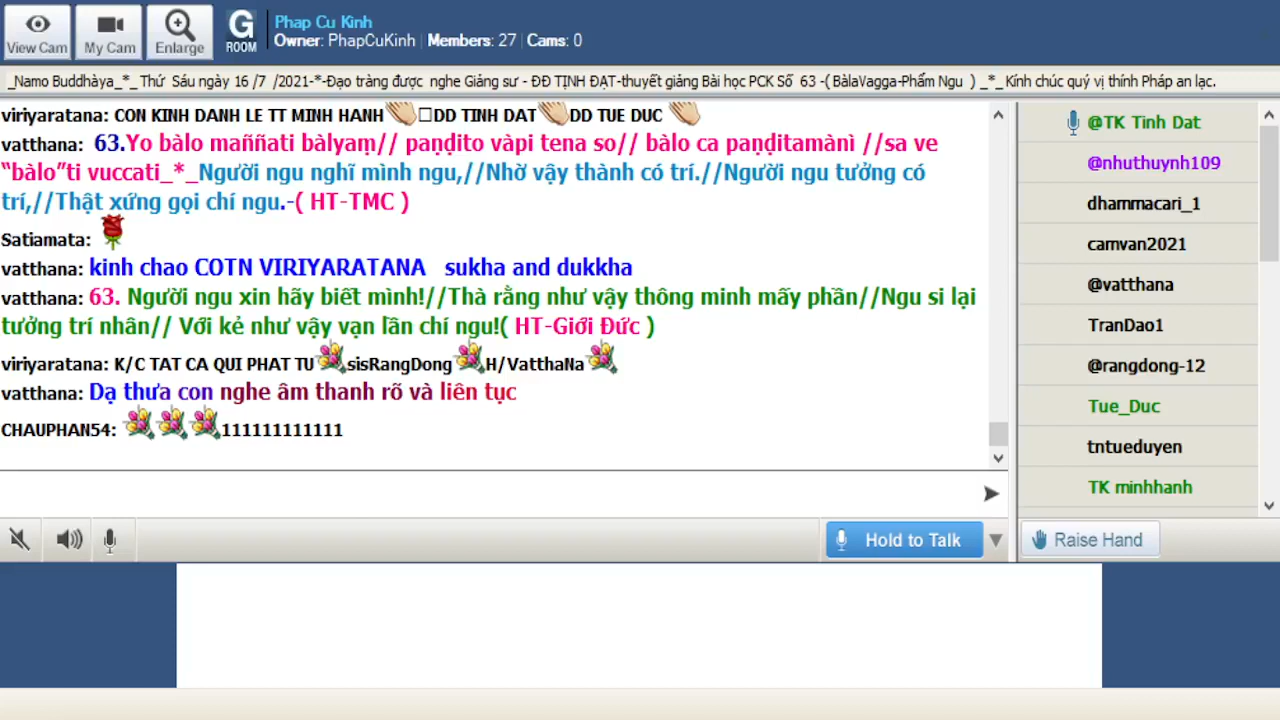 View Cam
My Cam
Enlarge
G
ROOM
Phap Cu Kinh
Owner: PhapCuKinh | Members: 27 | Cams: 0
_Namo Buddhàya_*_ Thứ Sáu ngày 16 /7 /2021-*-Đạo tràng được nghe Giảng sư - ĐĐ TỊNH ĐẠT-thuyết giảng Bài học PCK Số 63 -( BàlaVagga-Phẩm Ngu ) _*_ Kính chúc quý vị thính Pháp an lạc.
viriyaratana: CON KINH DANH LE TT MINH HANH DD TINH DAT DD TUE DUC
vatthana: 63.Yo bàlo maññati bàlyaṃ// paṇḍito vàpi tena so// bàlo ca paṇḍitamànì //sa ve
“bàlo”ti vuccati_*_Người ngu nghĩ mình ngu,//Nhờ vậy thành có trí.//Người ngu tưởng có
trí,//Thật xứng gọi chí ngu.-( HT-TMC )
Satiamata:
vatthana: kinh chao COTN VIRIYARATANA sukha and dukkha
vatthana: 63. Người ngu xin hãy biết mình!//Thà rằng như vậy thông minh mấy phần//Ngu si lại
tưởng trí nhân// Với kẻ như vậy vạn lần chí ngu!( HT-Giới Đức )
viriyaratana: K/C TAT CA QUI PHAT TU sisRangDong H/VatthaNa
vatthana: Dạ thưa con nghe âm thanh rõ và liên tục
CHAUPHAN54: 111111111111
@TK Tinh Dat
@nhuthuynh109
dhammacari_1
camvan2021
@vatthana
TranDao1
@rangdong-12
Tue_Duc
tntueduyen
TK minhhanh
Hold to Talk
Raise Hand